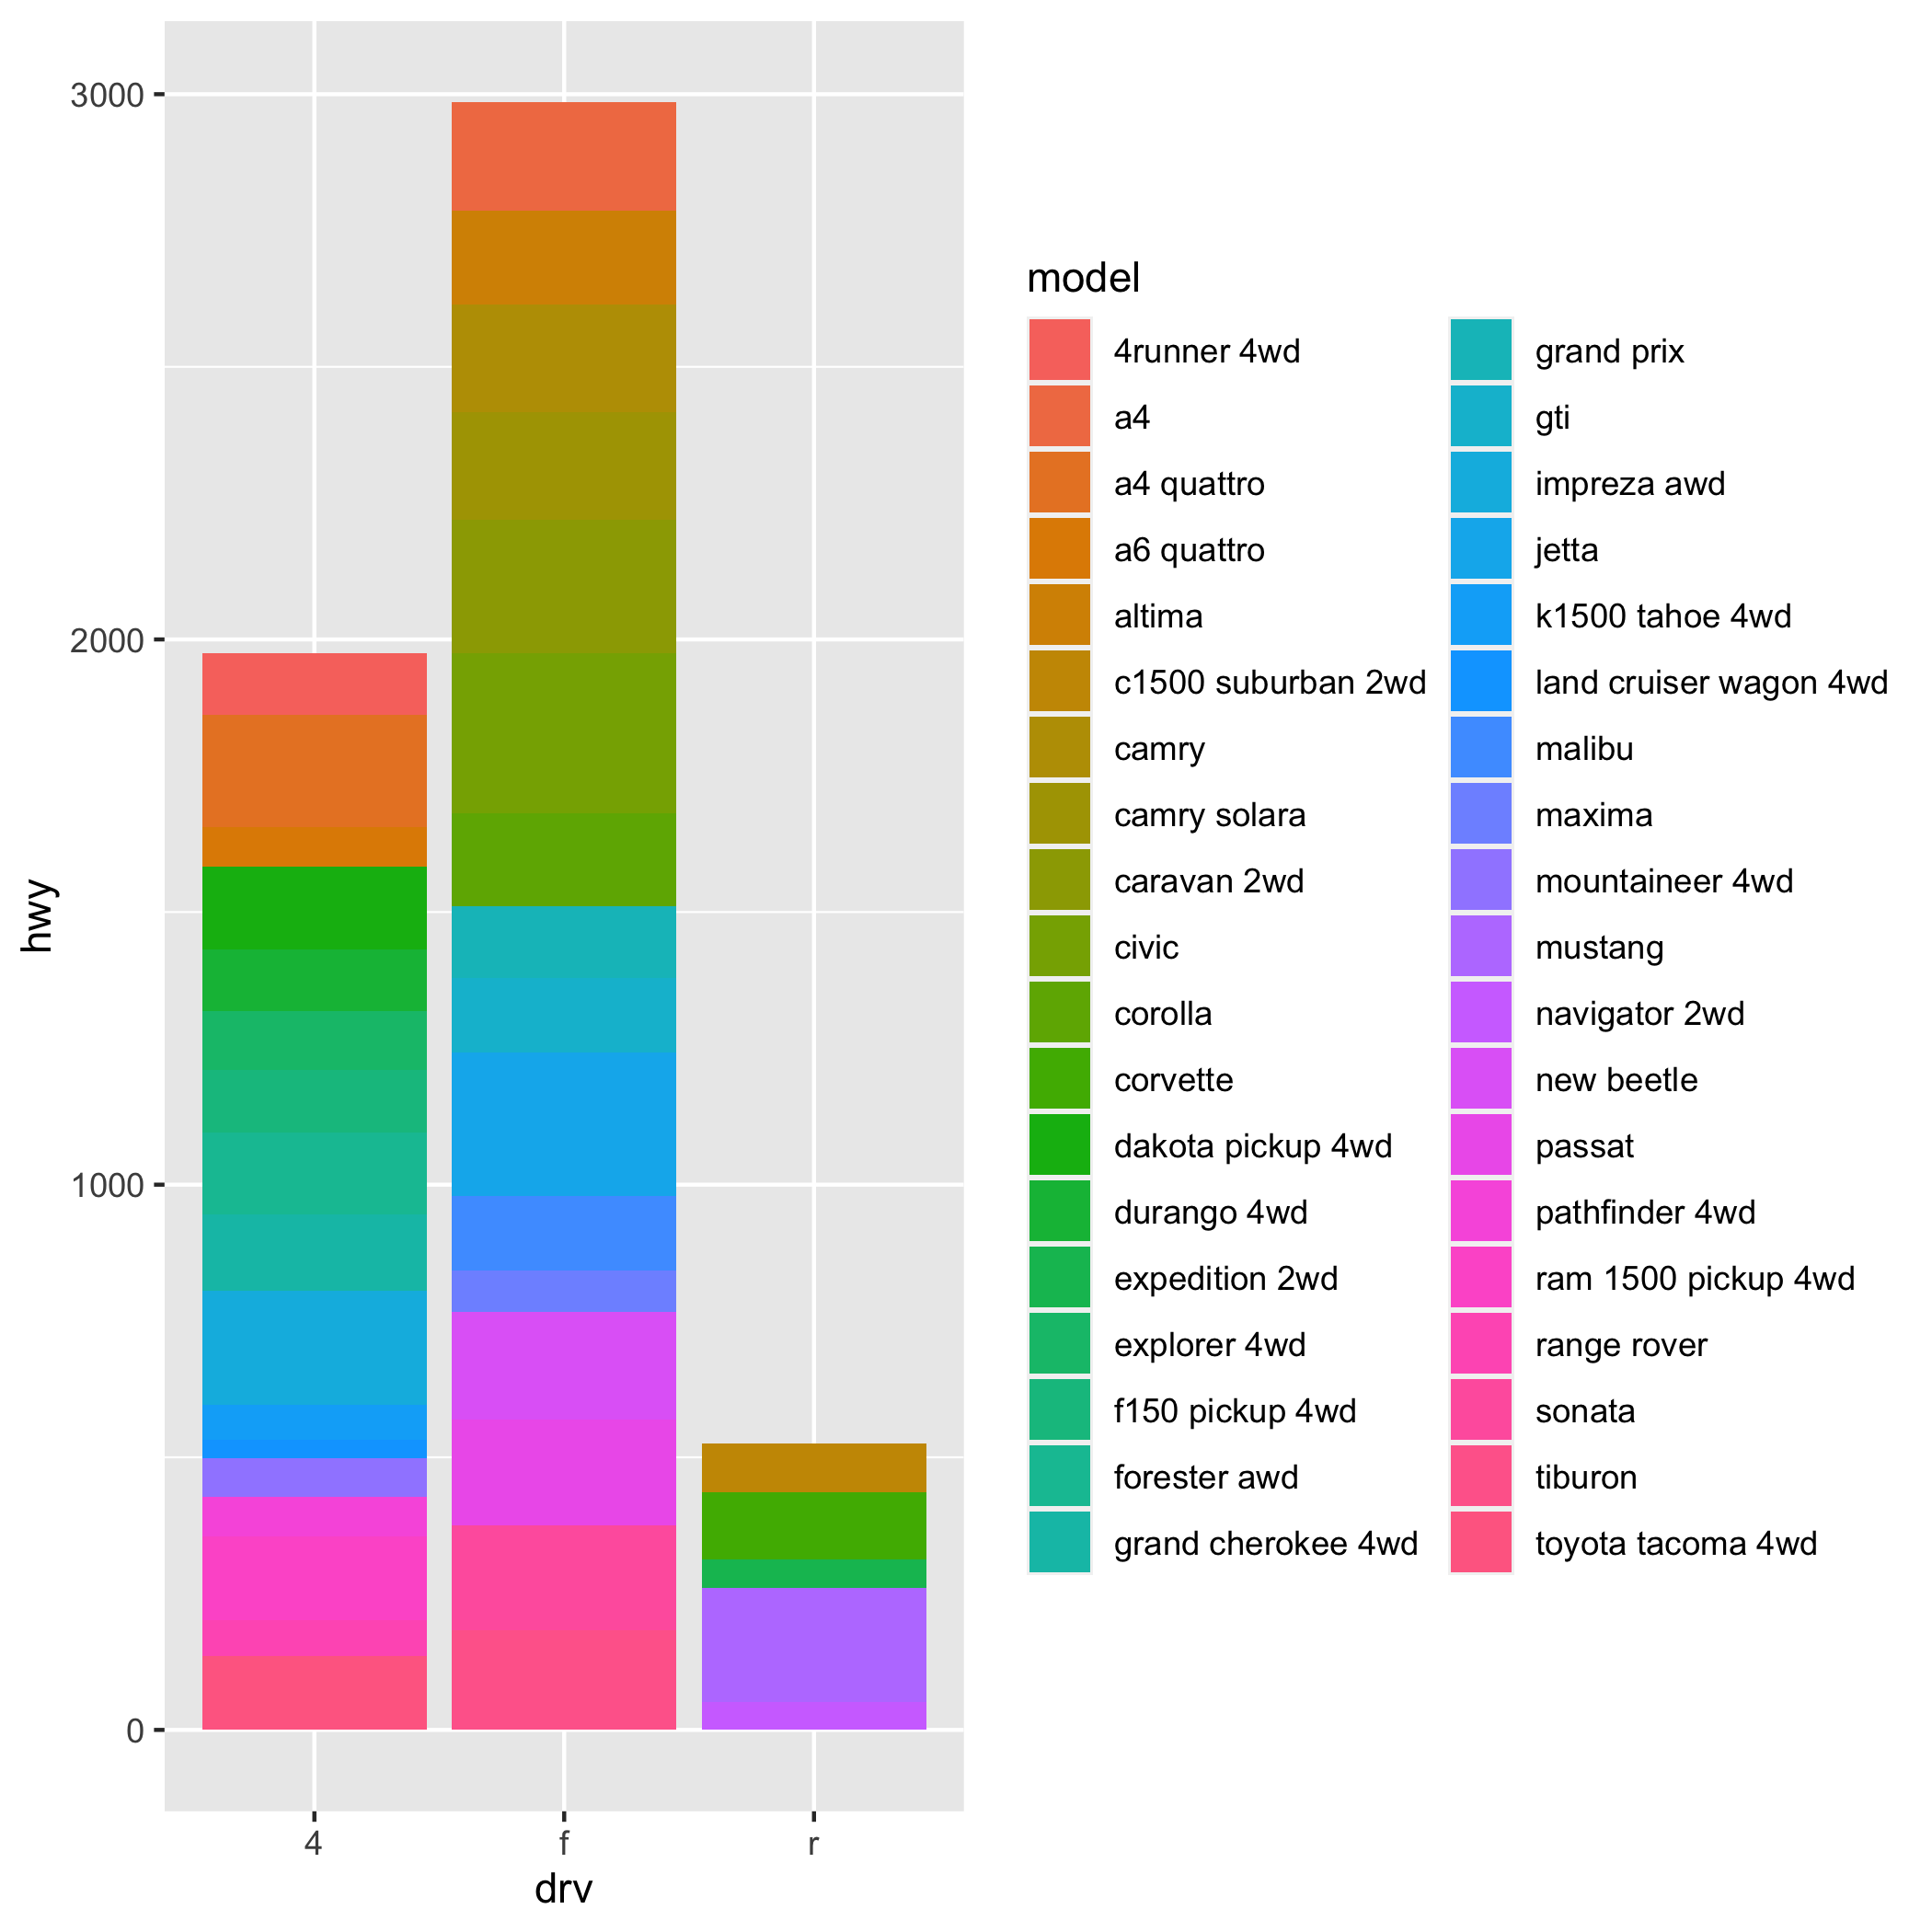 3000
2000
1000
0
hwy
4 f r
drv
model
4runner 4wd
a4
a4 quattro
a6 quattro
altima
c1500 suburban 2wd
camry
camry solara
caravan 2wd
civic
corolla
corvette
dakota pickup 4wd
durango 4wd
expedition 2wd
explorer 4wd
f150 pickup 4wd
forester awd
grand cherokee 4wd
grand prix
gti
impreza awd
jetta
k1500 tahoe 4wd
land cruiser wagon 4wd
malibu
maxima
mountaineer 4wd
mustang
navigator 2wd
new beetle
passat
pathfinder 4wd
ram 1500 pickup 4wd
range rover
sonata
tiburon
toyota tacoma 4wd